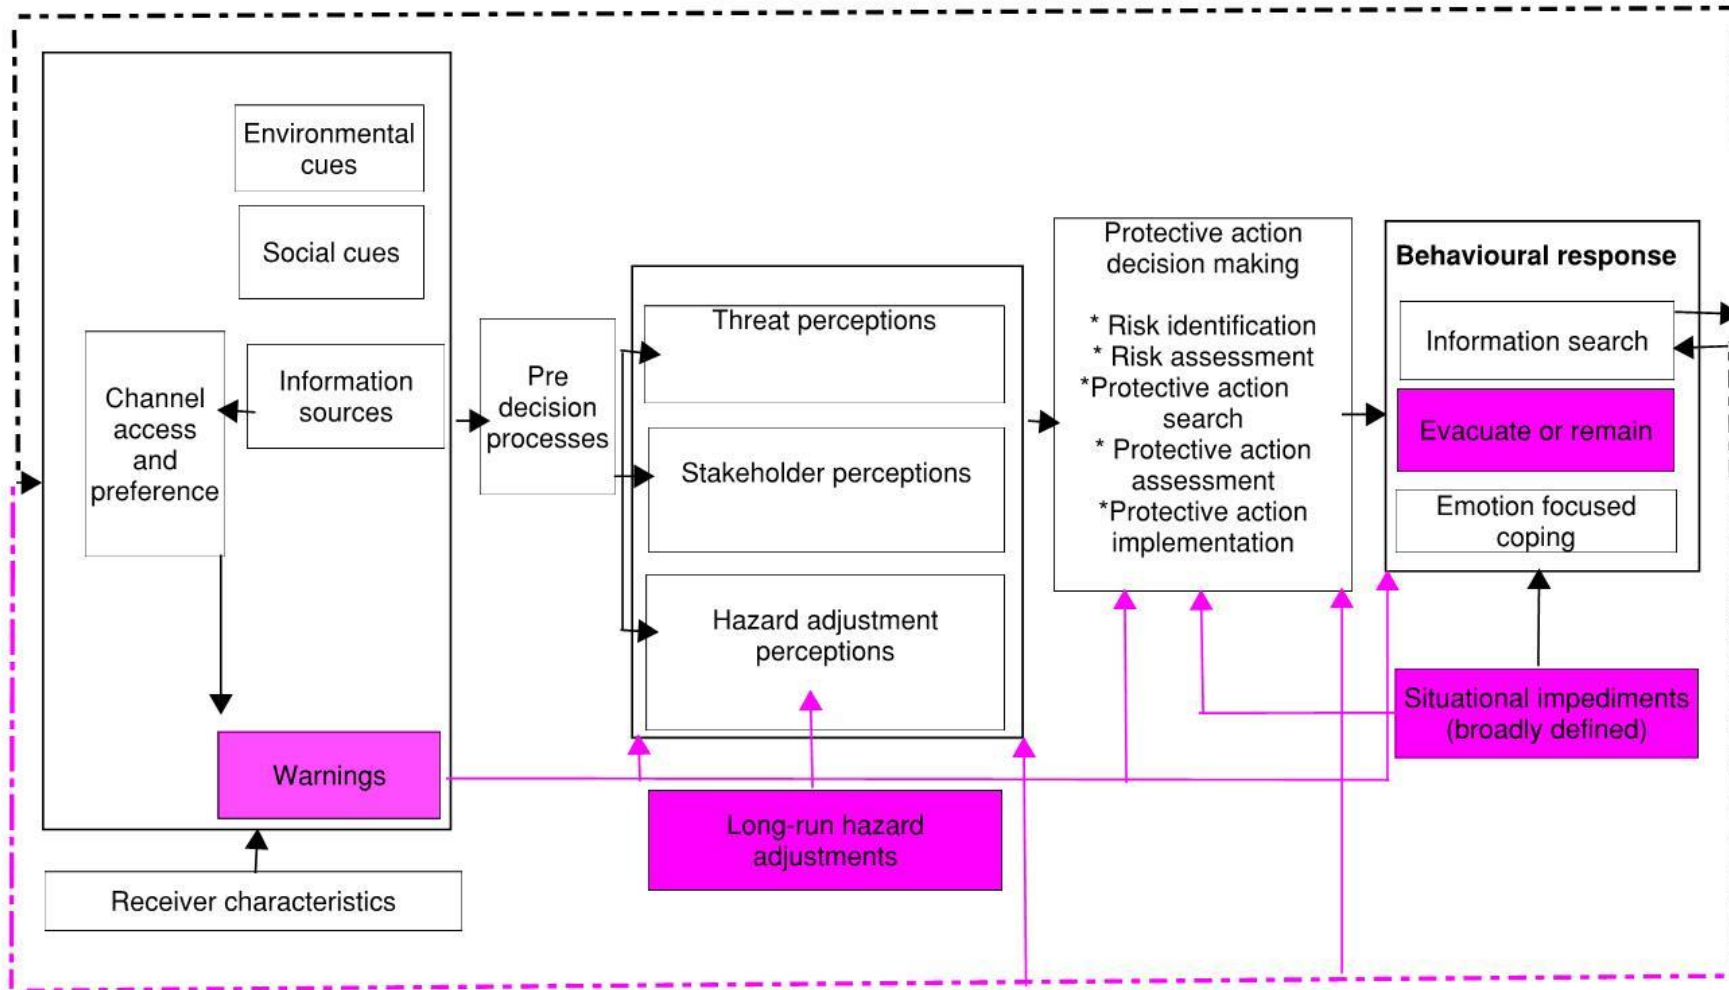 Environmental
cues
Social cues
Channel
access
and
preference
Information
sources
Warnings
Receiver characteristics
Pre
decision
processes
Threat perceptions
Stakeholder perceptions
Hazard adjustment
perceptions
Long-run hazard
adjustments
Protective action
decision making
* Risk identification
* Risk assessment
*Protective action
search
* Protective action
assessment
*Protective action
implementation
Behavioural response
Information search
Evacuate or remain
Emotion focused
coping
Situational impediments
(broadly defined)